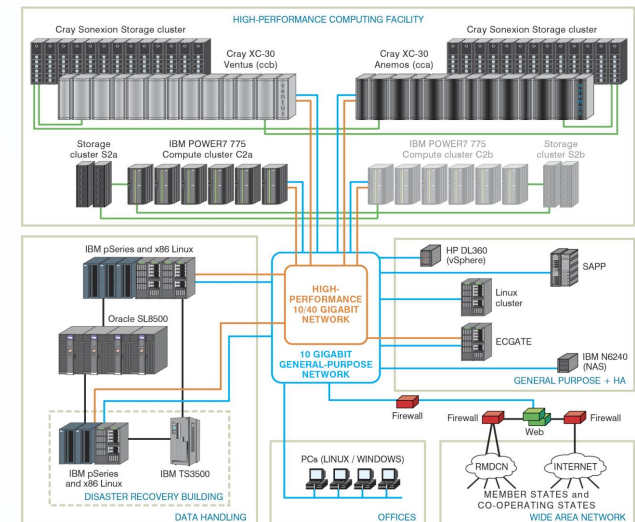 HIGH-PERFORMANCE COMPUTING FACILITY
Cray Sonexion Storage cluster
Cray XC-30
Ventus (ccb)
Cray XC-30
Anemos (cca)
Cray Sonexion Storage cluster
Storage
cluster S2a
IBM POWER7 775
Compute cluster C2a
IBM POWER7 775
Compute cluster C2b
Storage
cluster S2b
IBM pSeries and x86 Linux
Oracle SL8500
IBM pSeries
and x86 Linux
IBM TS3500
DISASTER RECOVERY BUILDING
DATA HANDLING
HIGH-
PERFORMANCE
10/40 GIGABIT
NETWORK
10 GIGABIT
GENERAL-PURPOSE
NETWORK
HP DL360
(vSphere)
SAPP
Linux
cluster
ECGATE
IBM N6240
(NAS)
GENERAL PURPOSE + HA
Firewall
PCs (LINUX / WINDOWS)
OFFICES
Firewall
Web
Firewall
RMDCN
INTERNET
MEMBER STATES and
CO-OPERATING STATES
WIDE AREA NETWORK